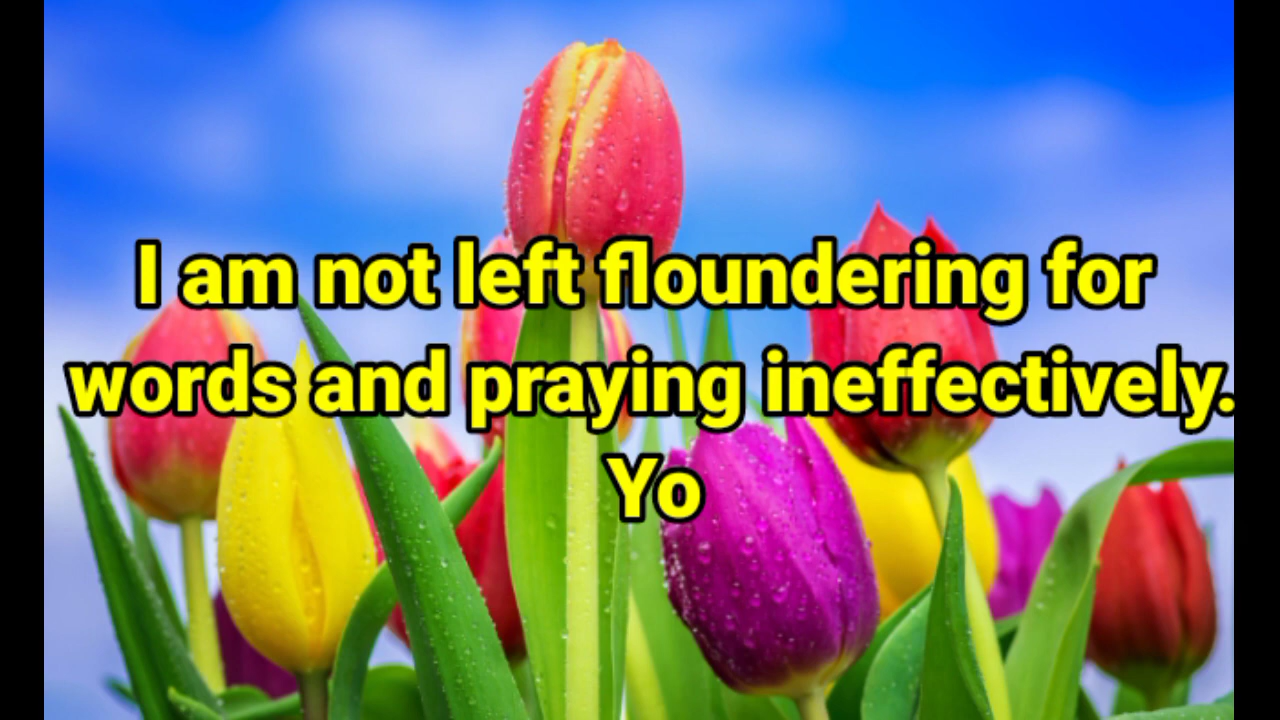 I am not left floundering for
words and praying ineffectively.
Yo